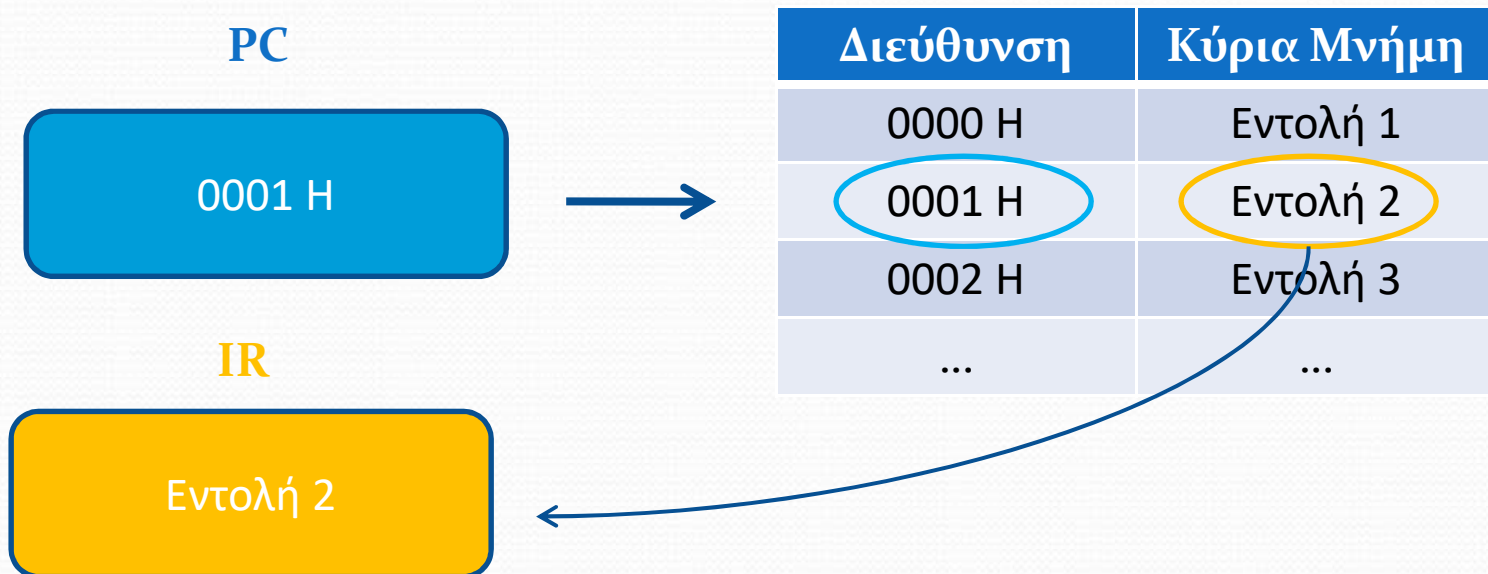 PC
0001 H
IR
Εντολή 2
Διεύθυνση Κύρια Μνήμη
0000 H Εντολή 1
0001 H Εντολή 2
0002 H Εντολή 3
... ...